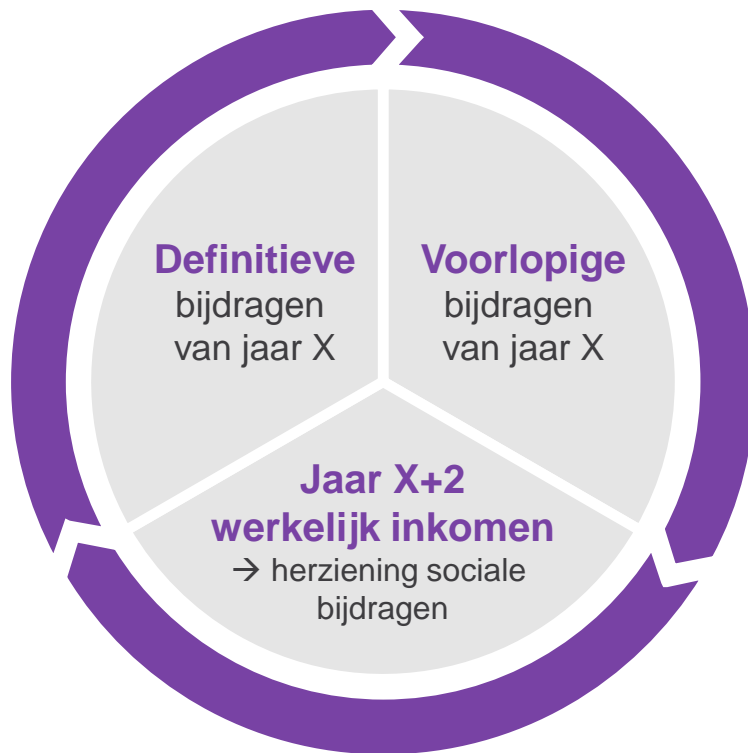 Definitieve
bijdragen
van jaar X
Voorlopige
bijdragen
van jaar X
Jaar X+2
werkelijk inkomen
→ herziening sociale
bijdragen